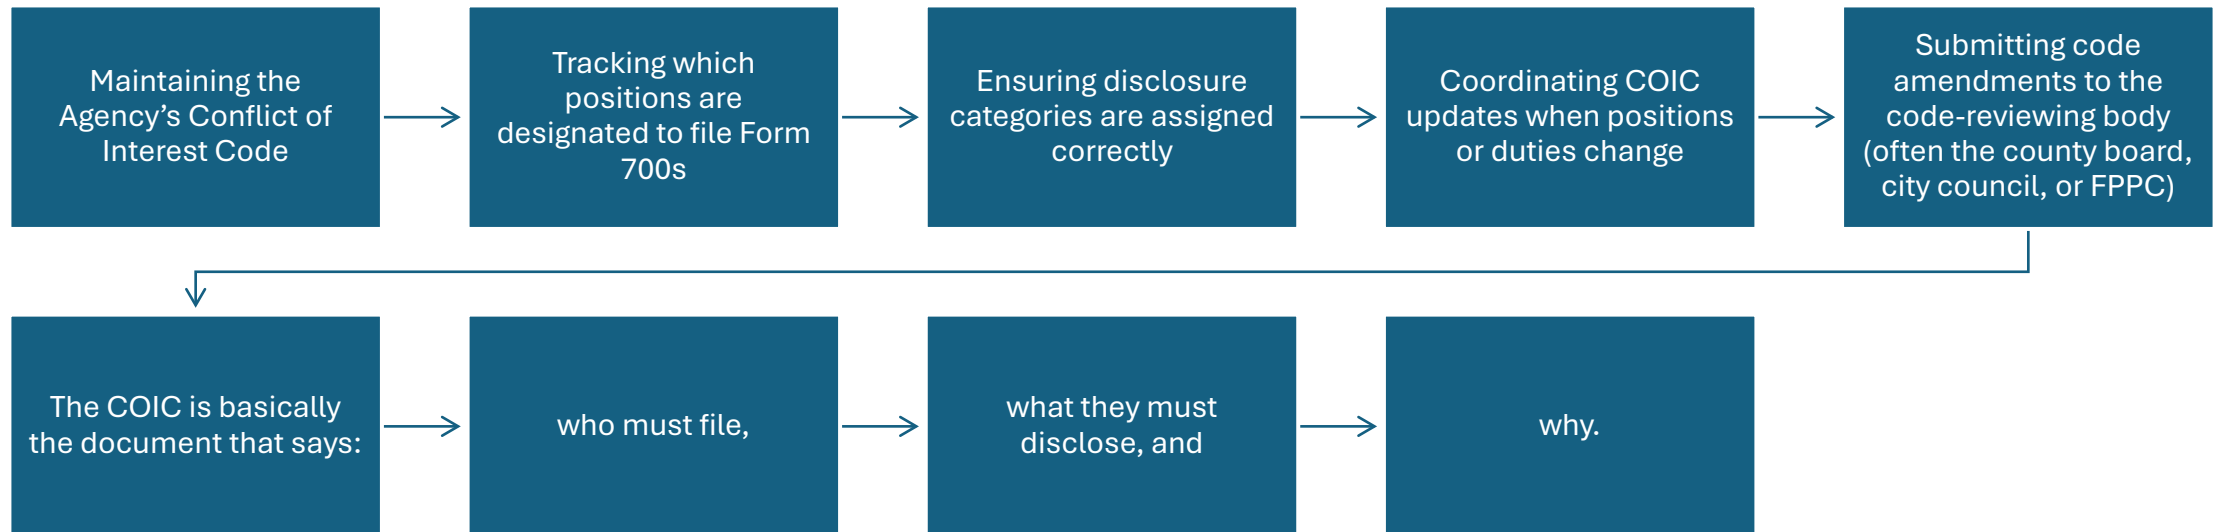 Maintaining the
Agency’s Conflict of
Interest Code
Tracking which
positions are
designated to file Form
700s
Ensuring disclosure
categories are assigned
correctly
Coordinating COIC
updates when positions
or duties change
Submitting code
amendments to the
code-reviewing body
(often the county board,
city council, or FPPC)
The COIC is basically
the document that says:
who must file,
what they must
disclose, and
why.